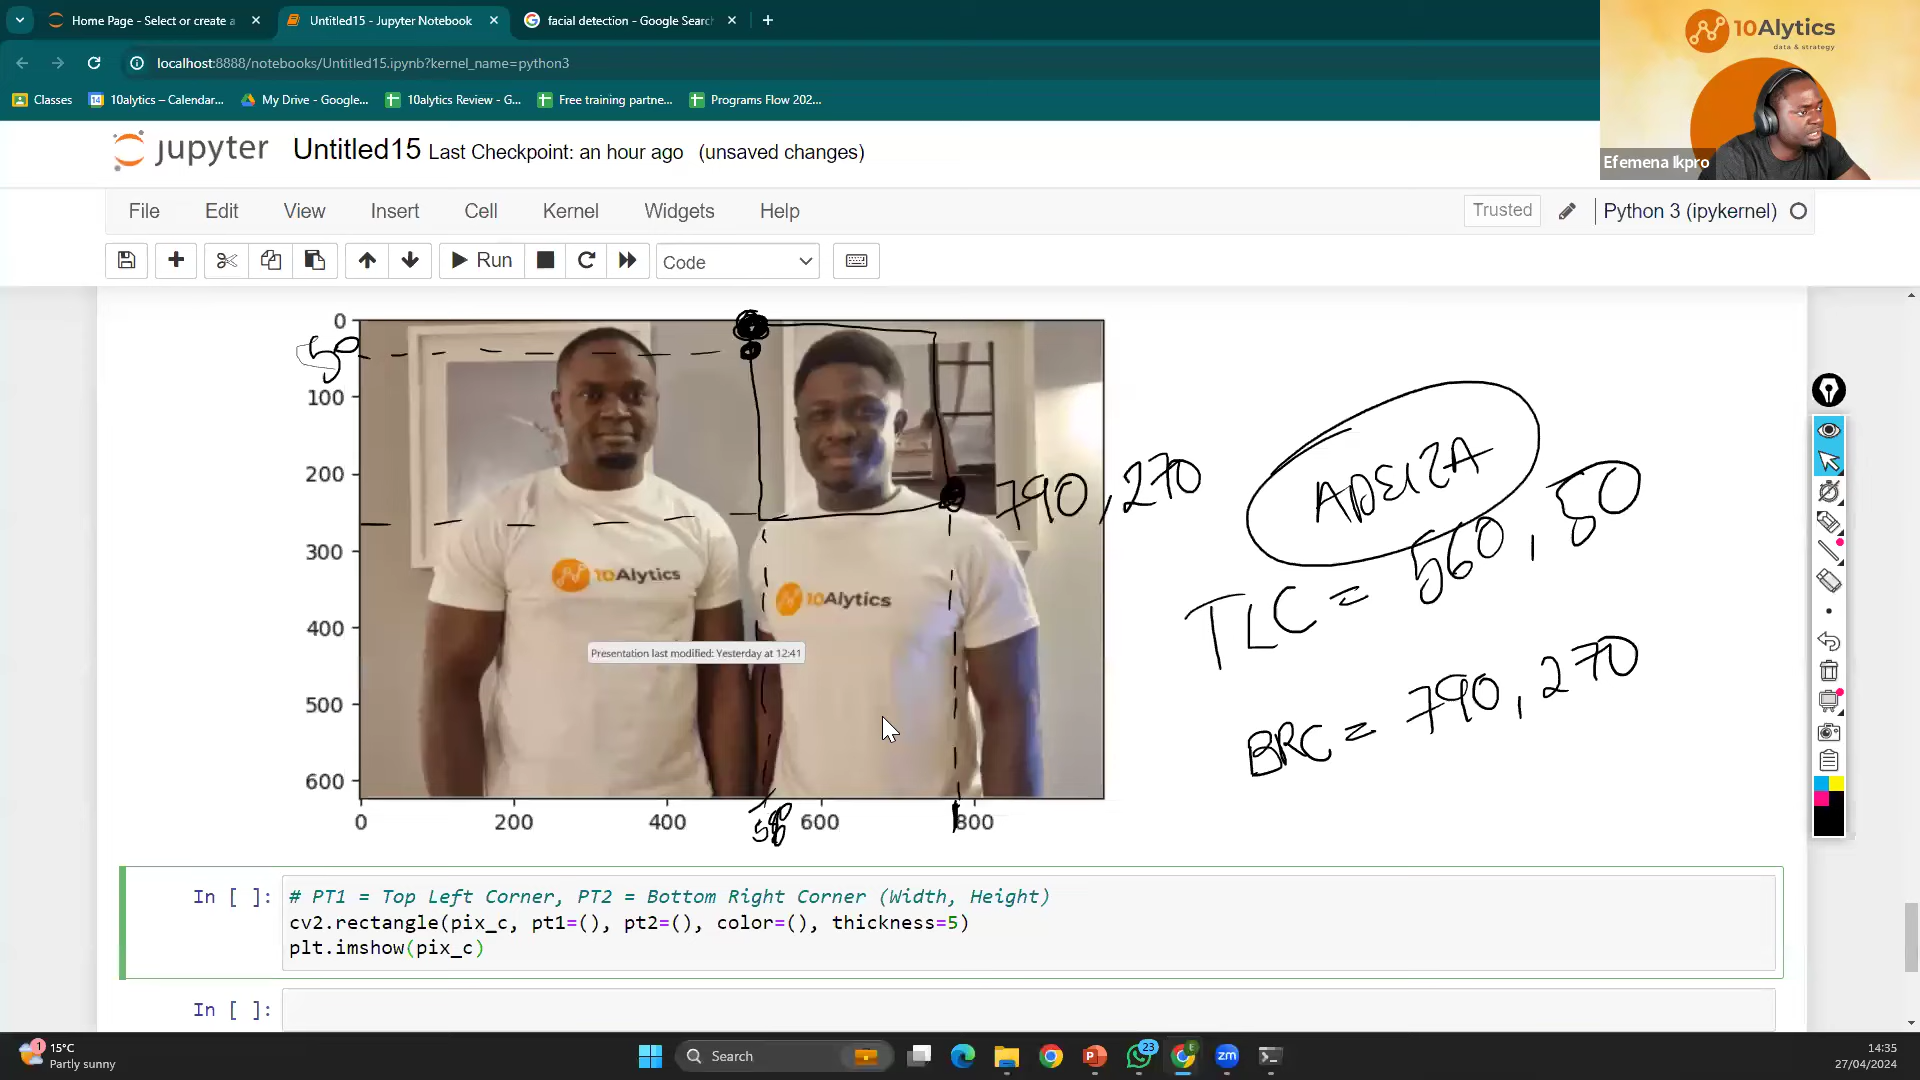 Home Page - Select or create a
Untitled15 - Jupyter Notebook
facial detection - Google Search
localhost:8888/notebooks/Untitled15.ipynb?kernel_name=python3
Classes
10alytics – Calendar...
My Drive - Google...
10alytics Review - G...
Free training partne...
Programs Flow 202...
10Alytics
data & strategy
Efemena Ikpro
jupyter
Untitled15 Last Checkpoint: an hour ago (unsaved changes)
File Edit View Insert Cell Kernel Widgets Help
Trusted
Python 3 (ipykernel)
Run
Code
0
50
100
200
300
400
500
600
0 200 400 600 800
10Alytics
10Alytics
Presentation last modified: Yesterday at 12:41
790, 270
ADEIZA
TLC = 560, 50
BRC = 790, 270
In [ ]:
# PT1 = Top Left Corner, PT2 = Bottom Right Corner (Width, Height)
cv2.rectangle(pix_c, pt1=(), pt2=(), color=(), thickness=5)
plt.imshow(pix_c)
In [ ]:
1
15°C
Partly sunny
Search
23
E
zm
14:35
27/04/2024